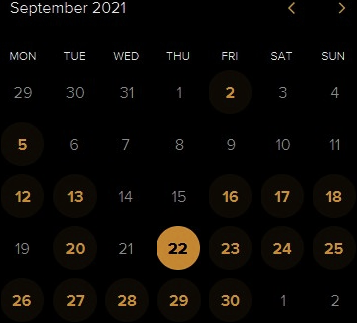 September 2021
MON TUE WED THU FRI SAT SUN
29 30 31 1 2 3 4
5 6 7 8 9 10 11
12 13 14 15 16 17 18
19 20 21 22 23 24 25
26 27 28 29 30 1 2